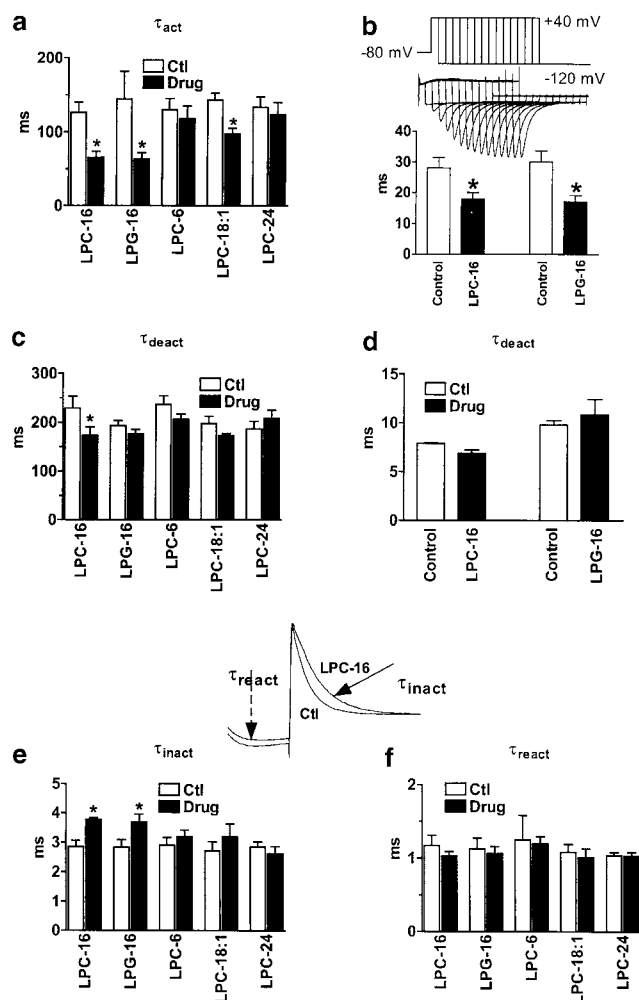 a
τact
200
150
100
50
0
ms
Ctl
Drug
*
*
*
LPC-16
LPG-16
LPC-6
LPC-18:1
LPC-24
b
+40 mV
-80 mV
-120 mV
40
30
20
10
0
ms
*
*
Control
LPC-16
Control
LPG-16
c
τdeact
300
200
100
0
ms
Ctl
Drug
*
LPC-16
LPG-16
LPC-6
LPC-18:1
LPC-24
d
τdeact
15
10
5
0
ms
Ctl
Drug
Control
LPC-16
Control
LPG-16
τreact
LPC-16
τinact
Ctl
e
τinact
5
4
3
2
1
0
ms
Ctl
Drug
*
*
LPC-16
LPG-16
LPC-6
LPC-18:1
LPC-24
f
τreact
2
1
0
ms
Ctl
Drug
LPC-16
LPG-16
LPC-6
LPC-18:1
LPC-24